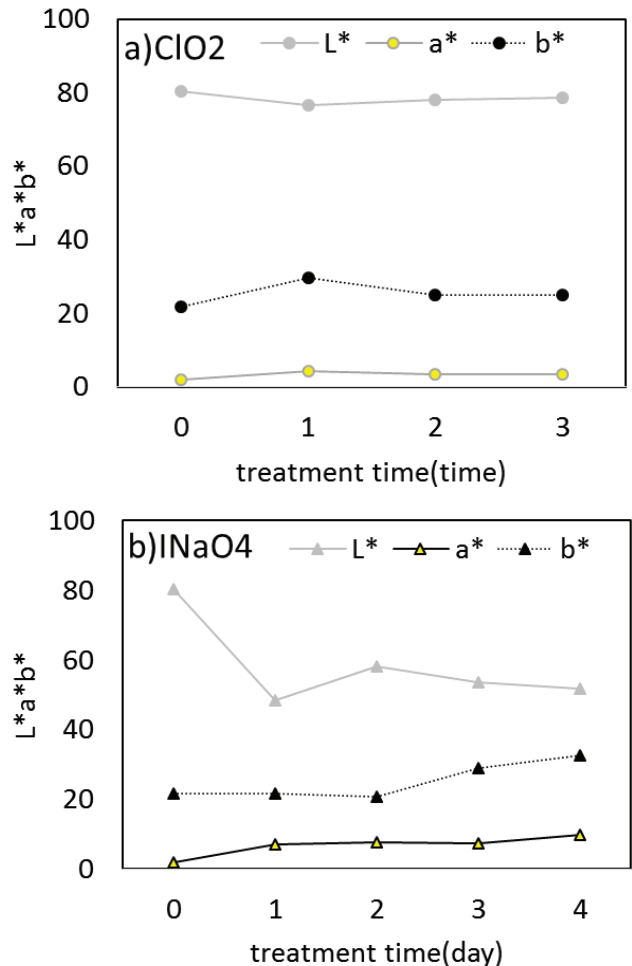 100
a)ClO2 L* a* b*
80
60
40
20
0
L*a*b*
0 1 2 3
treatment time(time)
100
b)INaO4 L* a* b*
80
60
40
20
0
L*a*b*
0 1 2 3 4
treatment time(day)